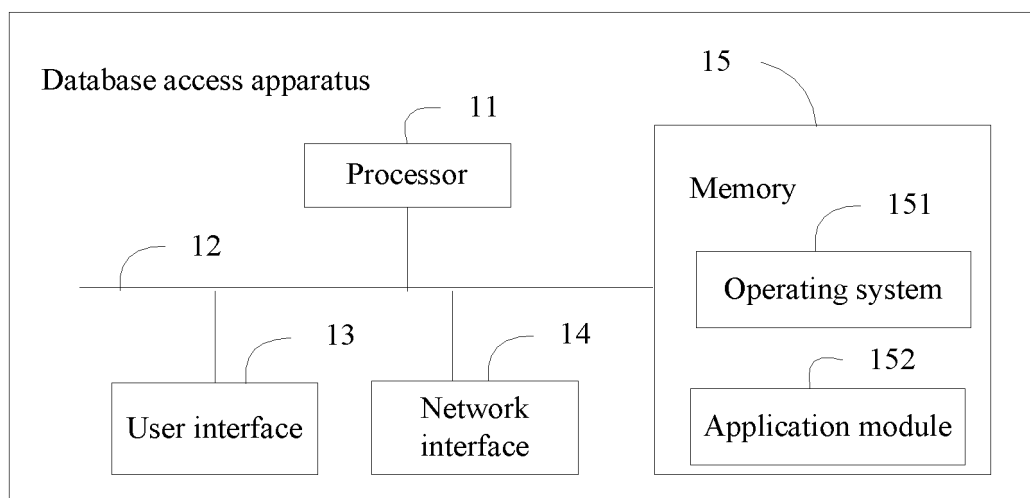 Database access apparatus
15
11
Processor
Memory
151
12
Operating system
13
14
152
User interface
Network
interface
Application module